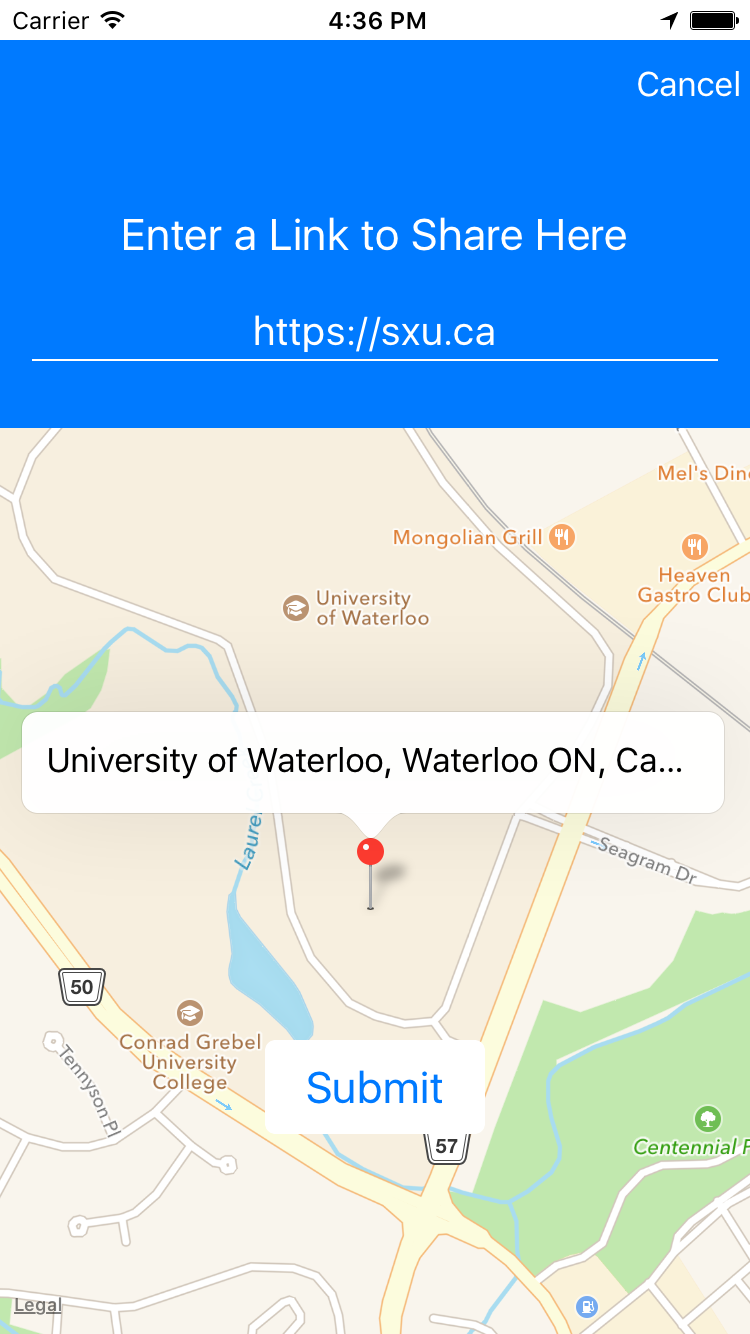 Carrier
4:36 PM
Cancel
Enter a Link to Share Here
https://sxu.ca
Mel's Din
Mongolian Grill
Heaven
Gastro Club
University
of Waterloo
University of Waterloo, Waterloo ON, Ca...
Laurel
Seagram Dr
50
Conrad Grebel
University
College
Tennyson Pl
Submit
57
Centennial
Legal